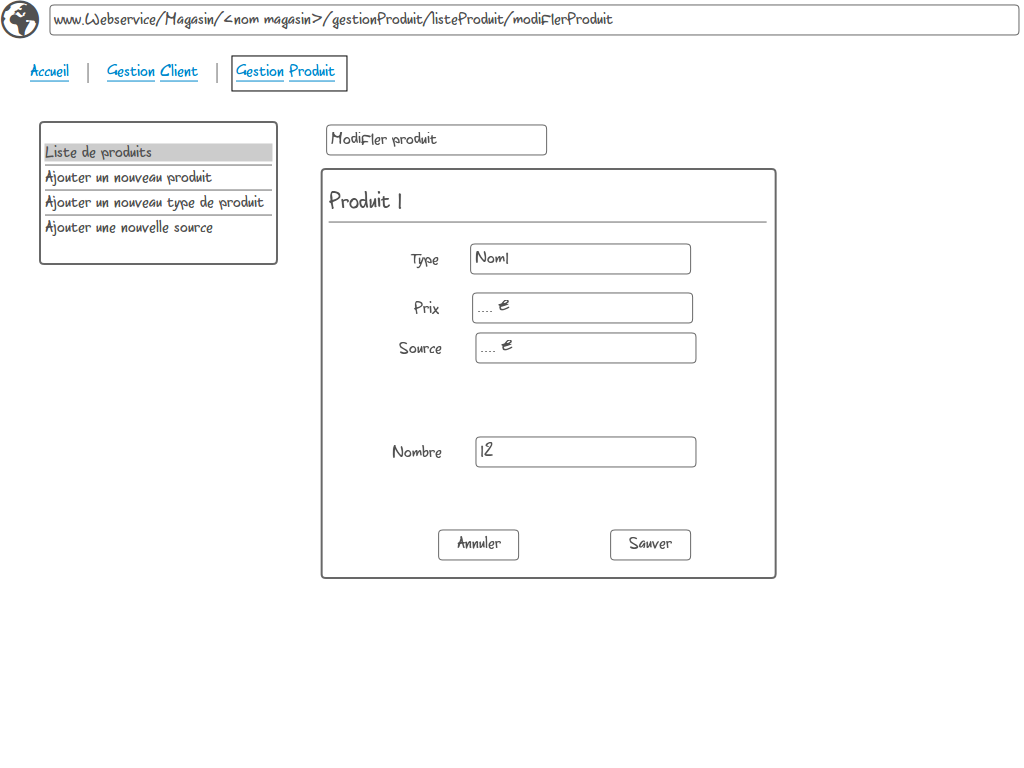 www.Webservice/Magasin/<nom magasin>/gestionProduit/listeProduit/modifierProduit
Accueil | Gestion Client | Gestion Produit
Liste de produits
Ajouter un nouveau produit
Ajouter un nouveau type de produit
Ajouter une nouvelle source
Modifier produit
Produit 1
Type Nom1
Prix .... €
Source .... €
Nombre 12
Annuler Sauver